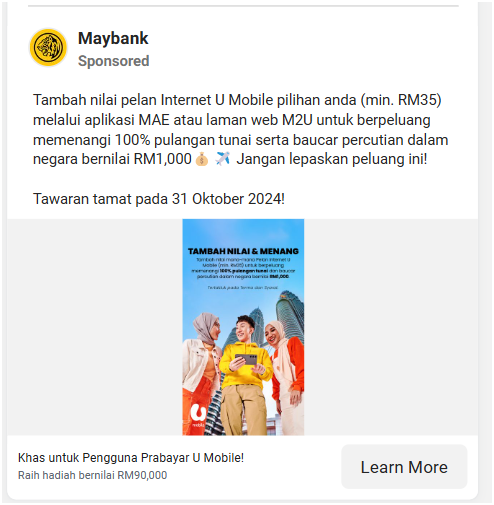 Maybank
Sponsored
Tambah nilai pelan Internet U Mobile pilihan anda (min. RM35)
melalui aplikasi MAE atau laman web M2U untuk berpeluang
memenangi 100% pulangan tunai serta baucar percutian dalam
negara bernilai RM1,000💰 ✈️ Jangan lepaskan peluang ini!
Tawaran tamat pada 31 Oktober 2024!
TAMBAH NILAI & MENANG
Tambah nilai mana-mana Pelan Internet U
Mobile (min. RM35) untuk berpeluang
memenangi 100% pulangan tunai dan baucar
percutian dalam negara bernilai RM1,000.
Tertakluk pada Terma dan Syarat.
U
mobile
Khas untuk Pengguna Prabayar U Mobile!
Raih hadiah bernilai RM90,000
Learn More